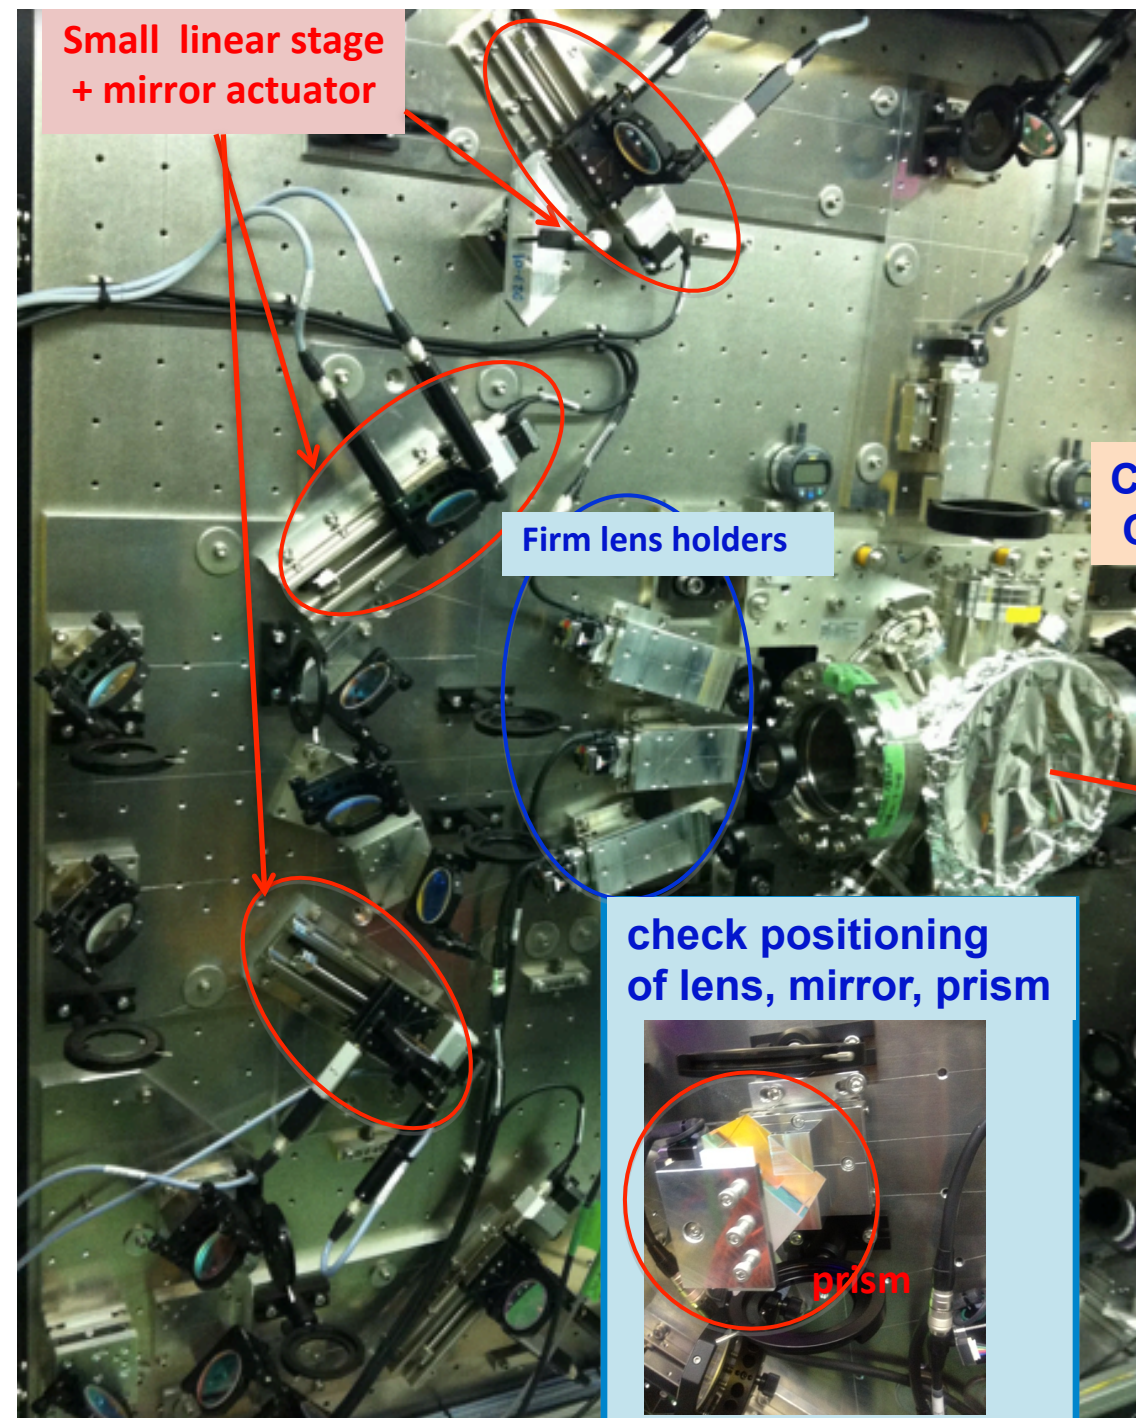 Small linear stage
+ mirror actuator
Firm lens holders
C
check positioning
of lens, mirror, prism
prism